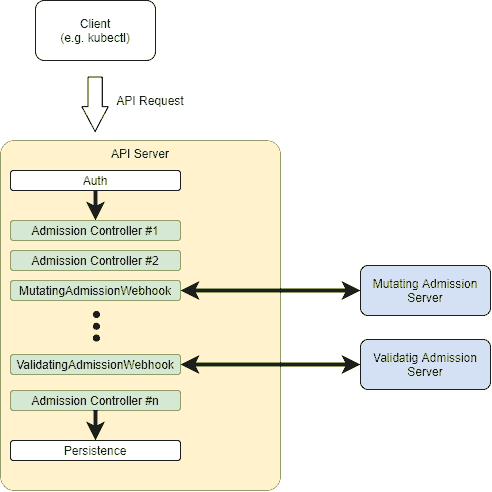 Client
(e.g. kubectl)
API Request
API Server
Auth
Admission Controller #1
Admission Controller #2
MutatingAdmissionWebhook
Mutating Admission
Server
ValidatingAdmissionWebhook
Validatig Admission
Server
Admission Controller #n
Persistence